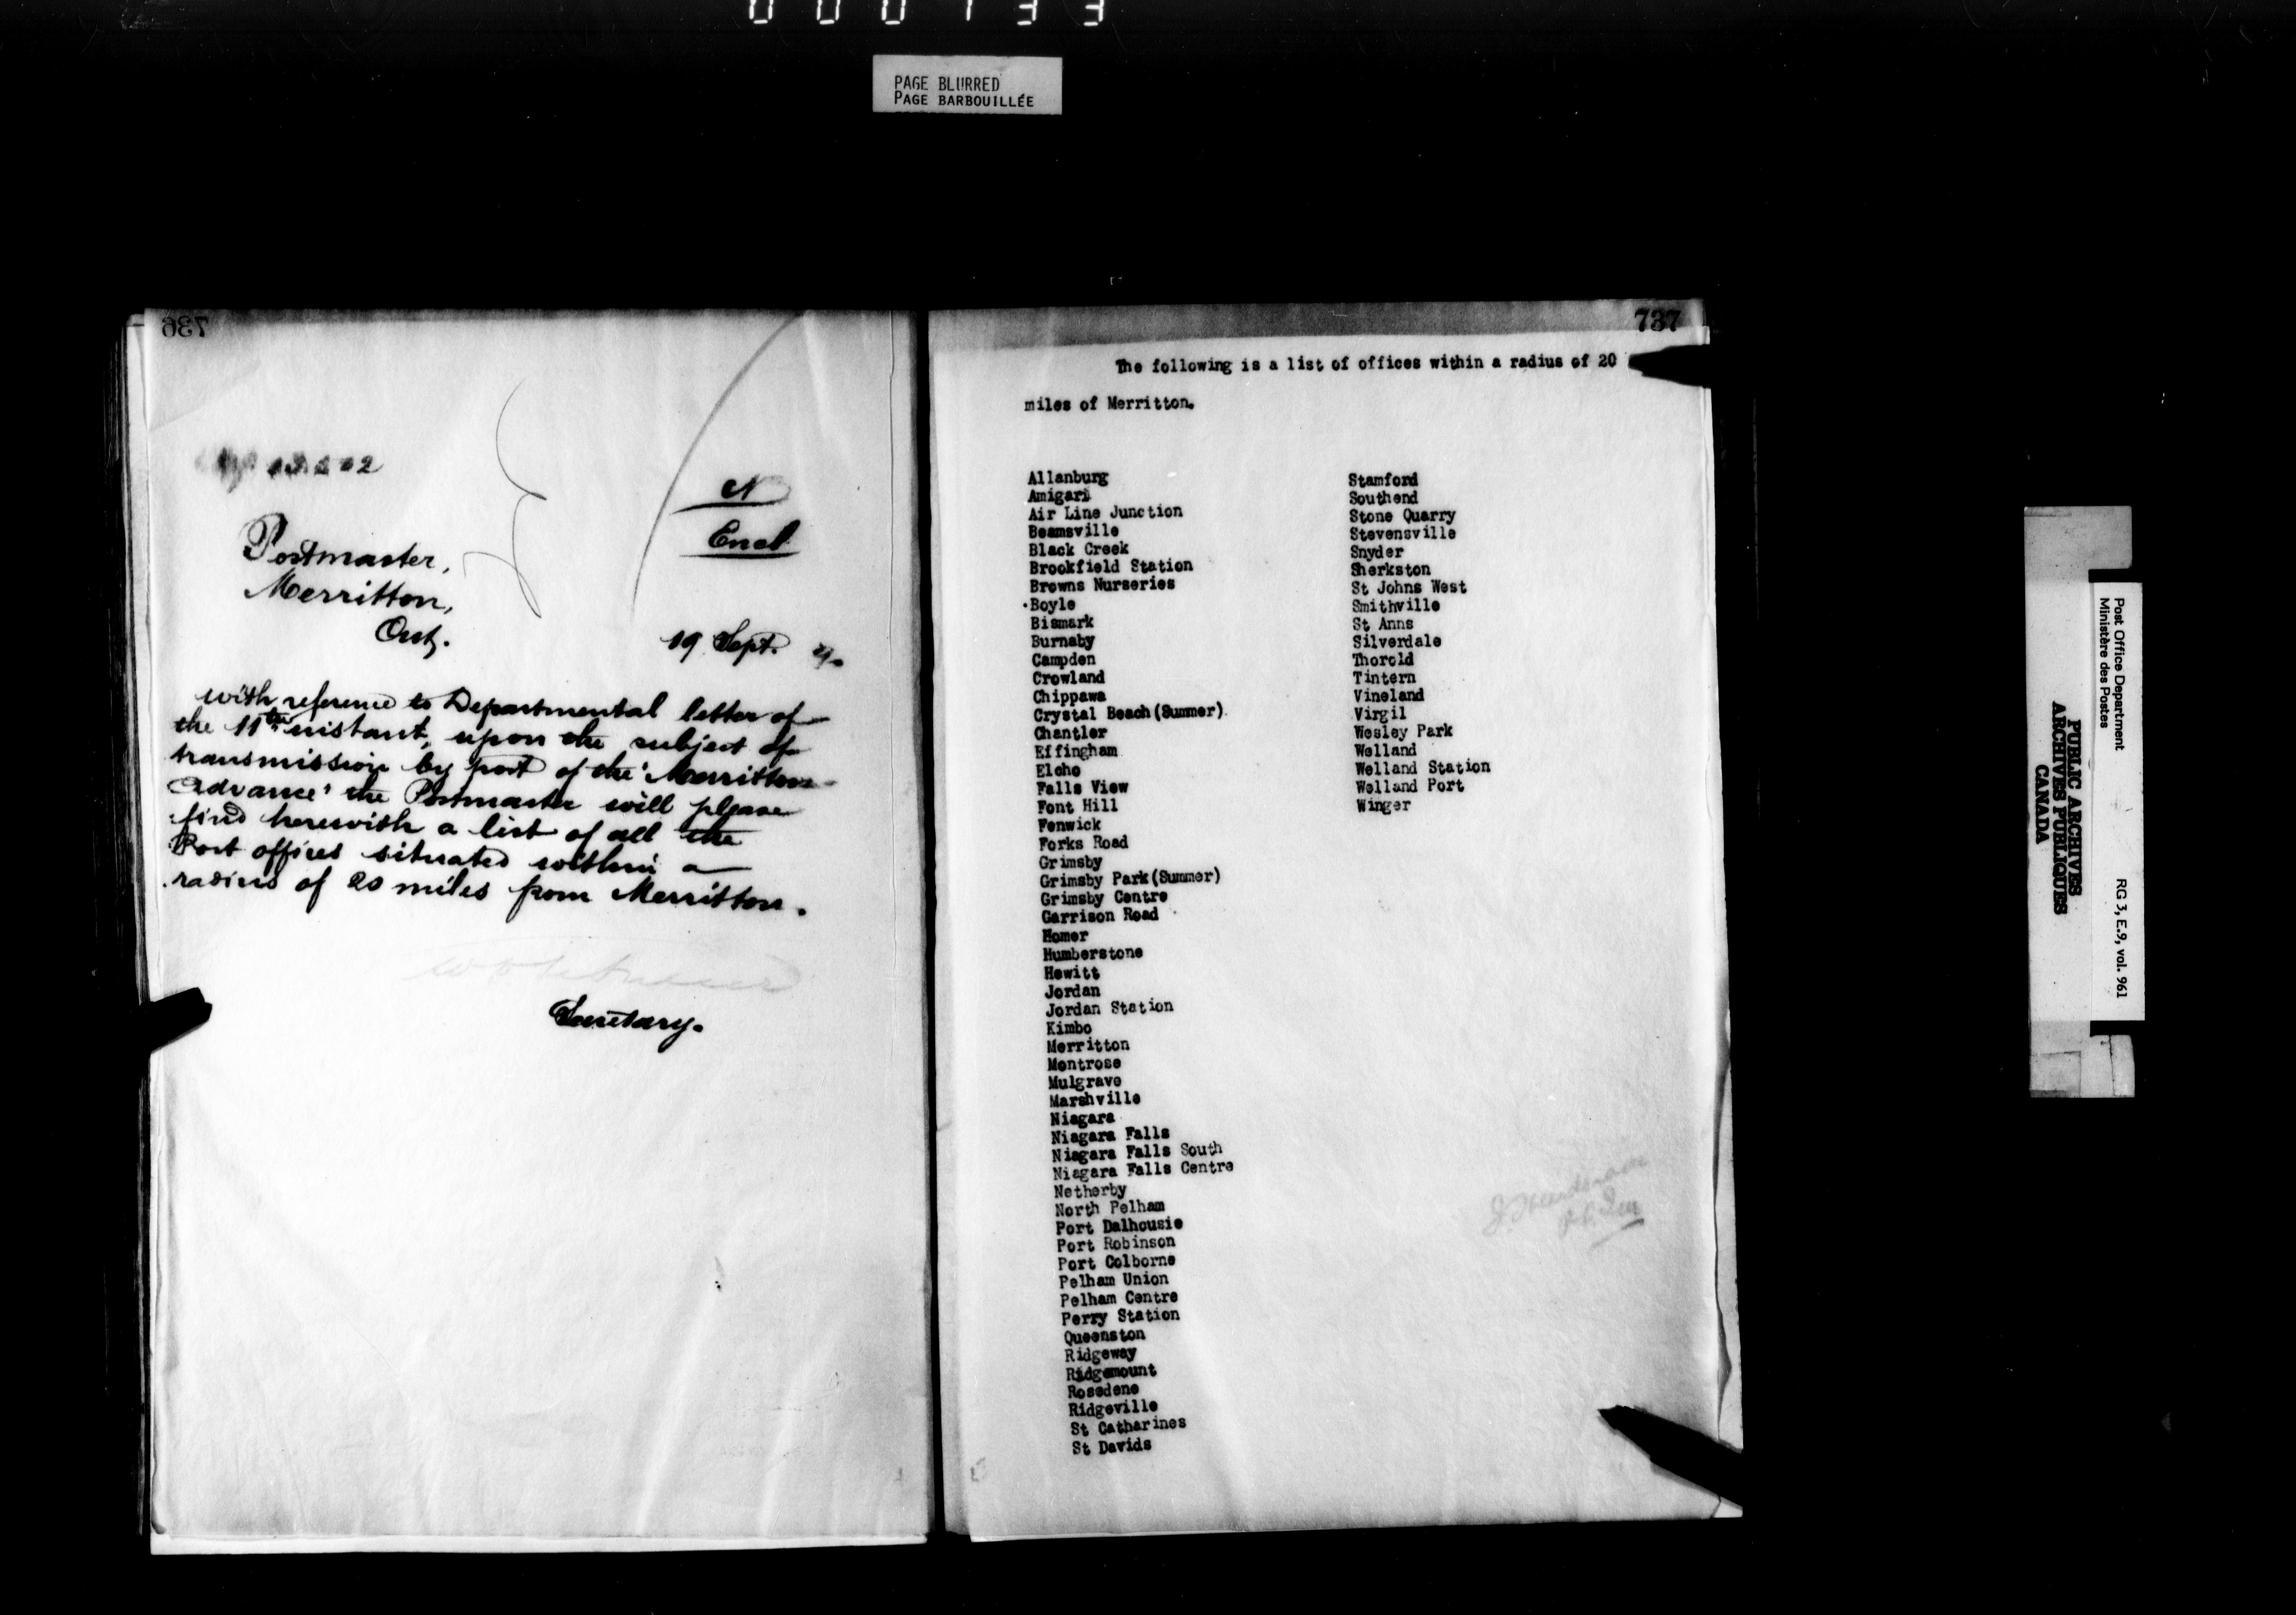 000733
PAGE BLURRED
PAGE BARBOUILLÉE
736
N
Encl
Postmaster,
Merritton,
Ont.
19 Sept.
With reference to Departmental letter of
the 11th instant, upon the subject of
transmission by post of the 'Merritton
Advance' the Postmaster will please
find herewith a list of all the
Post offices situated within a
radius of 20 miles from Merritton.
Secretary.
737
The following is a list of offices within a radius of 20
miles of Merritton.
Allanburg
Amigari
Air Line Junction
Beamsville
Black Creek
Brookfield Station
Browns Nurseries
Boyle
Bismark
Burnaby
Campden
Crowland
Chippawa
Crystal Beach(Summer)
Chantler
Effingham
Elcho
Falls View
Font Hill
Fenwick
Forks Road
Grimsby
Grimsby Park(Summer)
Grimsby Centre
Garrison Road
Homer
Humberstone
Hewitt
Jordan
Jordan Station
Kimbo
Merritton
Montrose
Mulgrave
Marshville
Niagara
Niagara Falls
Niagara Falls South
Niagara Falls Centre
Netherby
North Pelham
Port Dalhousie
Port Robinson
Port Colborne
Pelham Union
Pelham Centre
Perry Station
Queenston
Ridgeway
Ridgemount
Rosedene
Ridgeville
St Catharines
St Davids
Stamford
Southend
Stone Quarry
Stevensville
Snyder
Sherkston
St Johns West
Smithville
St Anns
Silverdale
Thorold
Tintern
Vineland
Virgil
Wesley Park
Welland
Welland Station
Welland Port
Winger
Post Office Department
Ministère des Postes
RG 3, E.9, vol. 961
PUBLIC ARCHIVES
ARCHIVES PUBLIQUES
CANADA